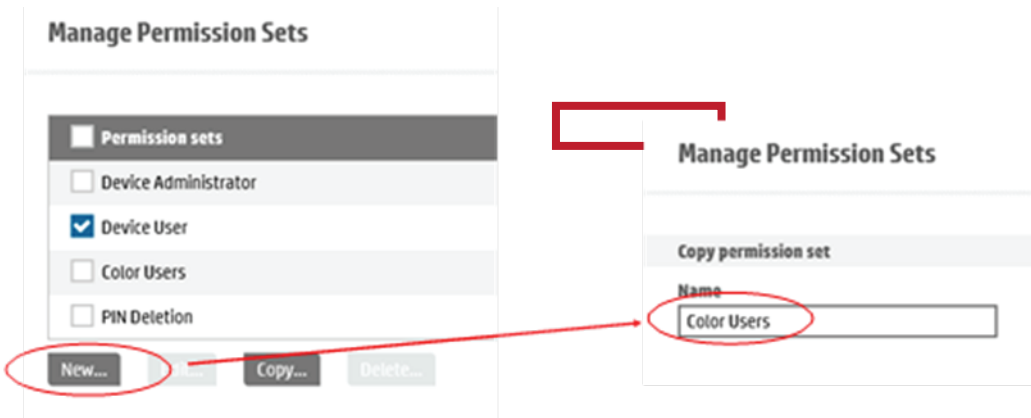 Manage Permission Sets
Permission sets
Device Administrator
Device User
Color Users
PIN Deletion
New...
Copy...
Delete...
Manage Permission Sets
Copy permission set
Name
Color Users